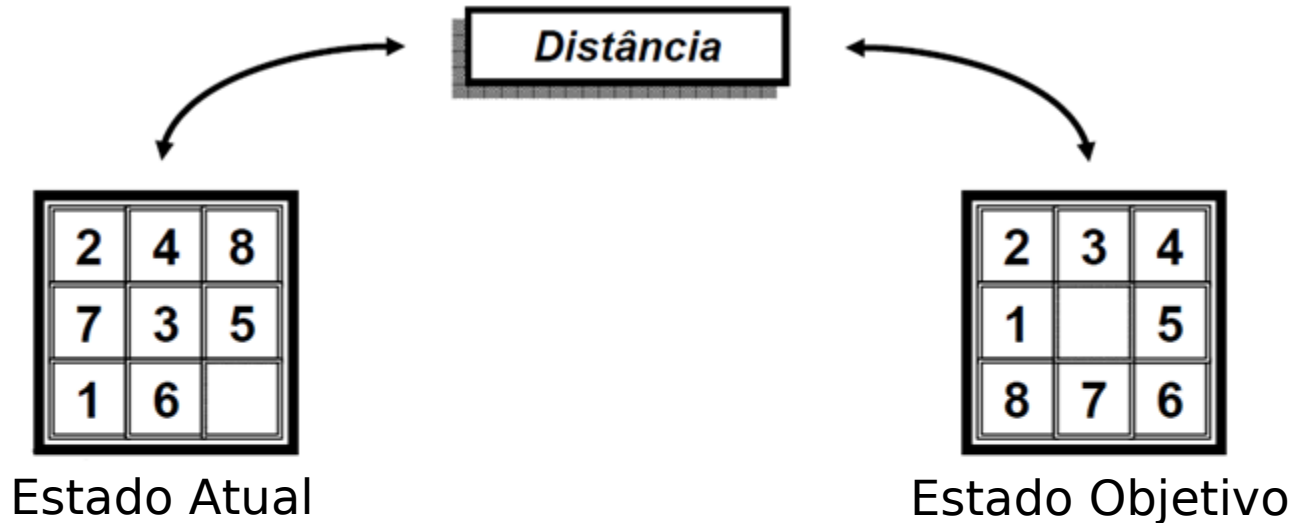 Distância
2 4 8
7 3 5
1 6
Estado Atual
2 3 4
1 5
8 7 6
Estado Objetivo